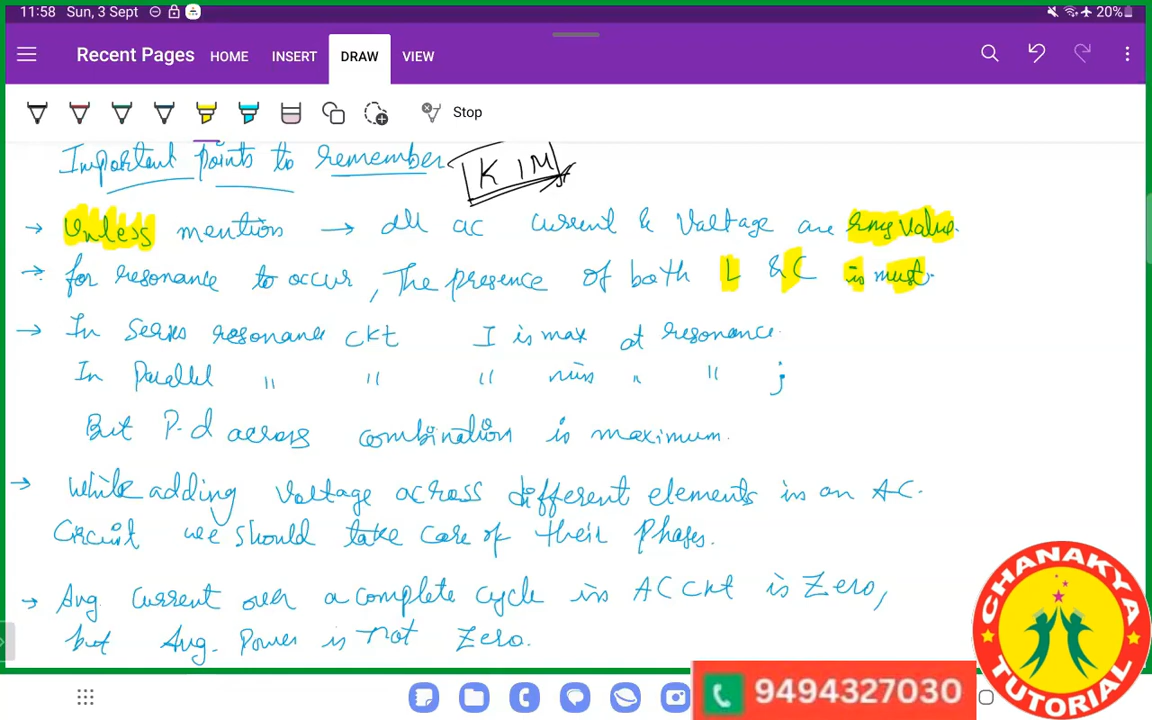 11:58 Sun, 3 Sept
20%
Recent Pages HOME INSERT DRAW VIEW
Stop
Important points to remember K IM
→ Unless mention → all ac current & Voltage are rms Value.
→ for resonance to occur, The presence of both L & C is must.
→ In Series resonance ckt I is max at resonance.
In Parallel " " " min " " ;
But P.d across combination is maximum.
→ While adding Voltage across different elements in an AC.
Circuit we should take care of their Phases.
→ Avg. Current over a complete cycle in AC CKt is Zero,
but Avg. Power is not Zero.
CHANAKYA
TUTORIAL
9494327030